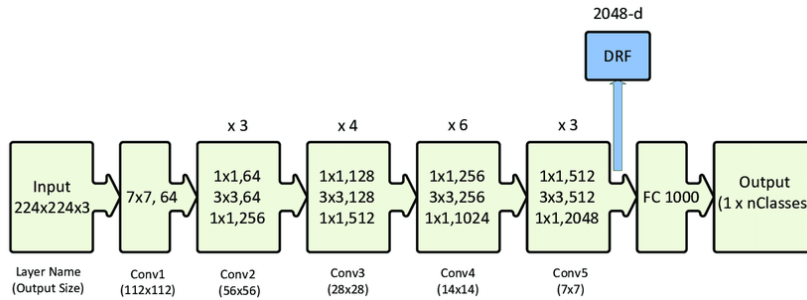 2048-d
DRF
x 3
x 4
x 6
x 3
Input
224x224x3
7x7, 64
1x1,64
3x3,64
1x1,256
1x1,128
3x3,128
1x1,512
1x1,256
3x3,256
1x1,1024
1x1,512
3x3,512
1x1,2048
FC 1000
Output
(1 x nClasses
Layer Name
(Output Size)
Conv1
(112x112)
Conv2
(56x56)
Conv3
(28x28)
Conv4
(14x14)
Conv5
(7x7)